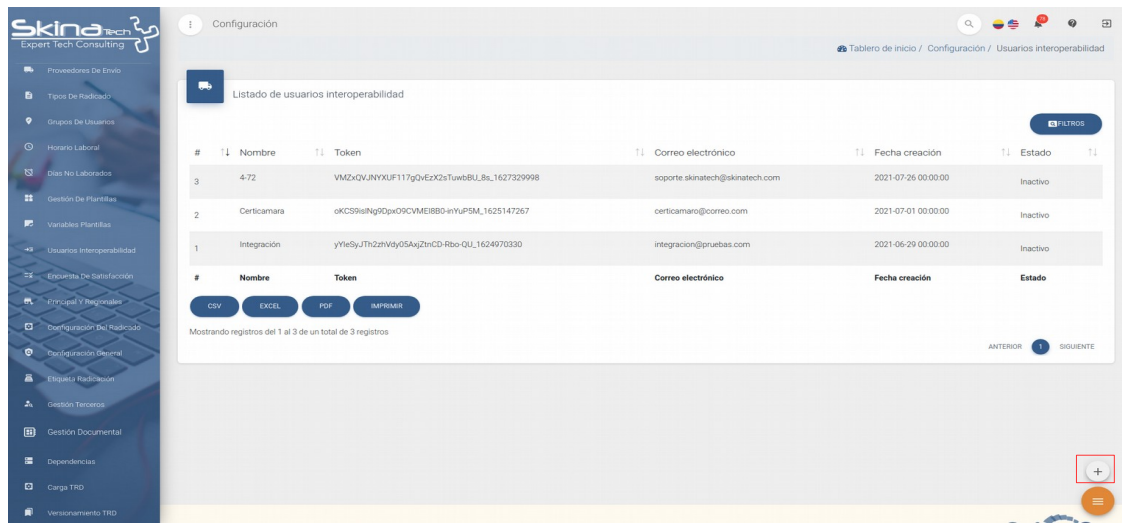 Skina Tech
Expert Tech Consulting
Configuración
Tablero de inicio / Configuración / Usuarios interoperabilidad
Proveedores De Envío
Tipos De Radicado
Grupos De Usuarios
Horario Laboral
Días No Laborados
Gestión De Plantillas
Variables Plantillas
Usuarios Interoperabilidad
Encuesta De Satisfacción
Principal Y Regionales
Configuración Del Radicado
Configuración General
Etiqueta Radicación
Gestión Terceros
Gestión Documental
Dependencias
Carga TRD
Versionamiento TRD
Listado de usuarios interoperabilidad
FILTROS
# Nombre Token Correo electrónico Fecha creación Estado
3 4-72 VMZxQVJNYXUF117gQvEzX2sTuwbBU_8s_1627329998 soporte.skinatech@skinatech.com 2021-07-26 00:00:00 Inactivo
2 Certicamara oKCS9isINg9DpxO9CVMEI8B0-inYuP5M_1625147267 certicamaro@correo.com 2021-07-01 00:00:00 Inactivo
1 Integración yYIeSyJTh2zhVdy05AxjZtnCD-Rbo-QU_1624970330 integracion@pruebas.com 2021-06-29 00:00:00 Inactivo
# Nombre Token Correo electrónico Fecha creación Estado
CSV EXCEL PDF IMPRIMIR
Mostrando registros del 1 al 3 de un total de 3 registros
ANTERIOR 1 SIGUIENTE